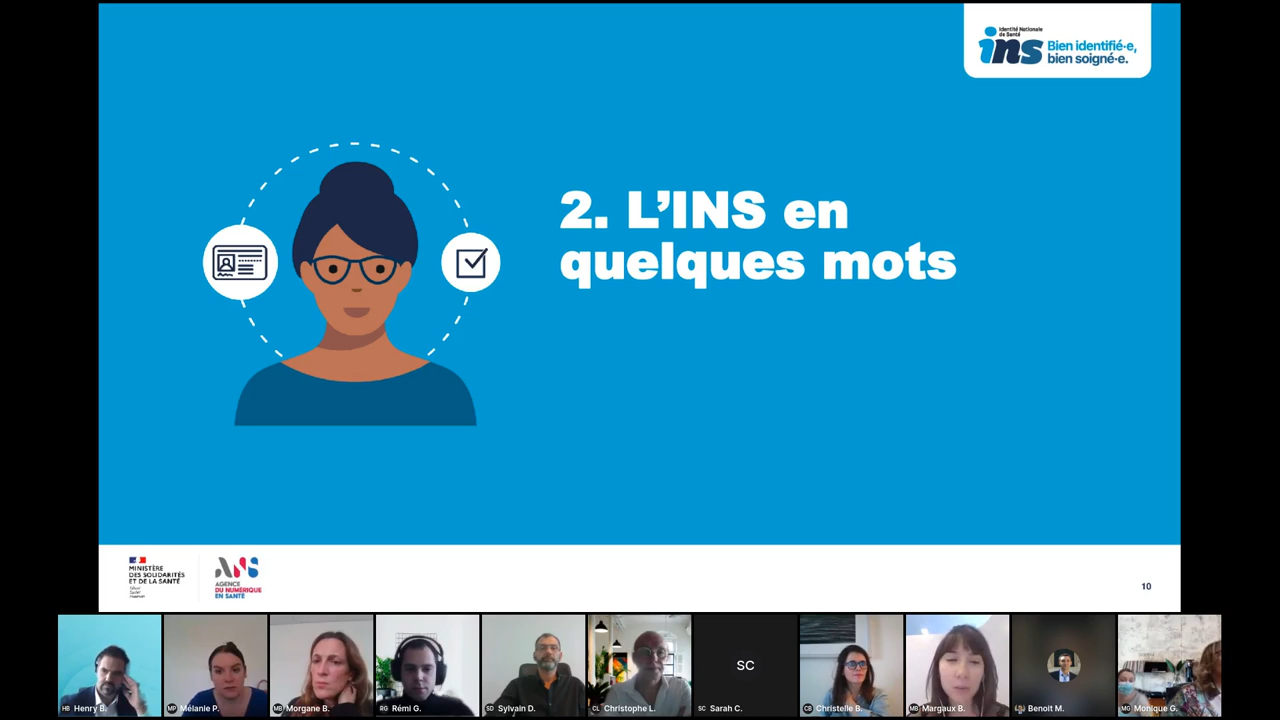 Identité Nationale
de Santé
ins
Bien identifié·e,
bien soigné·e.
2. L'INS en
quelques mots
MINISTÈRE
DES SOLIDARITÉS
ET DE LA SANTÉ
ANS
AGENCE
DU NUMÉRIQUE
EN SANTÉ
10
SC
HB Henry B.
MP Mélanie P.
MB Morgane B.
RG Rémi G.
SD Sylvain D.
CL Christophe L.
SC Sarah C.
CB Christelle B.
MB Margaux B.
Benoit M.
MG Monique G.